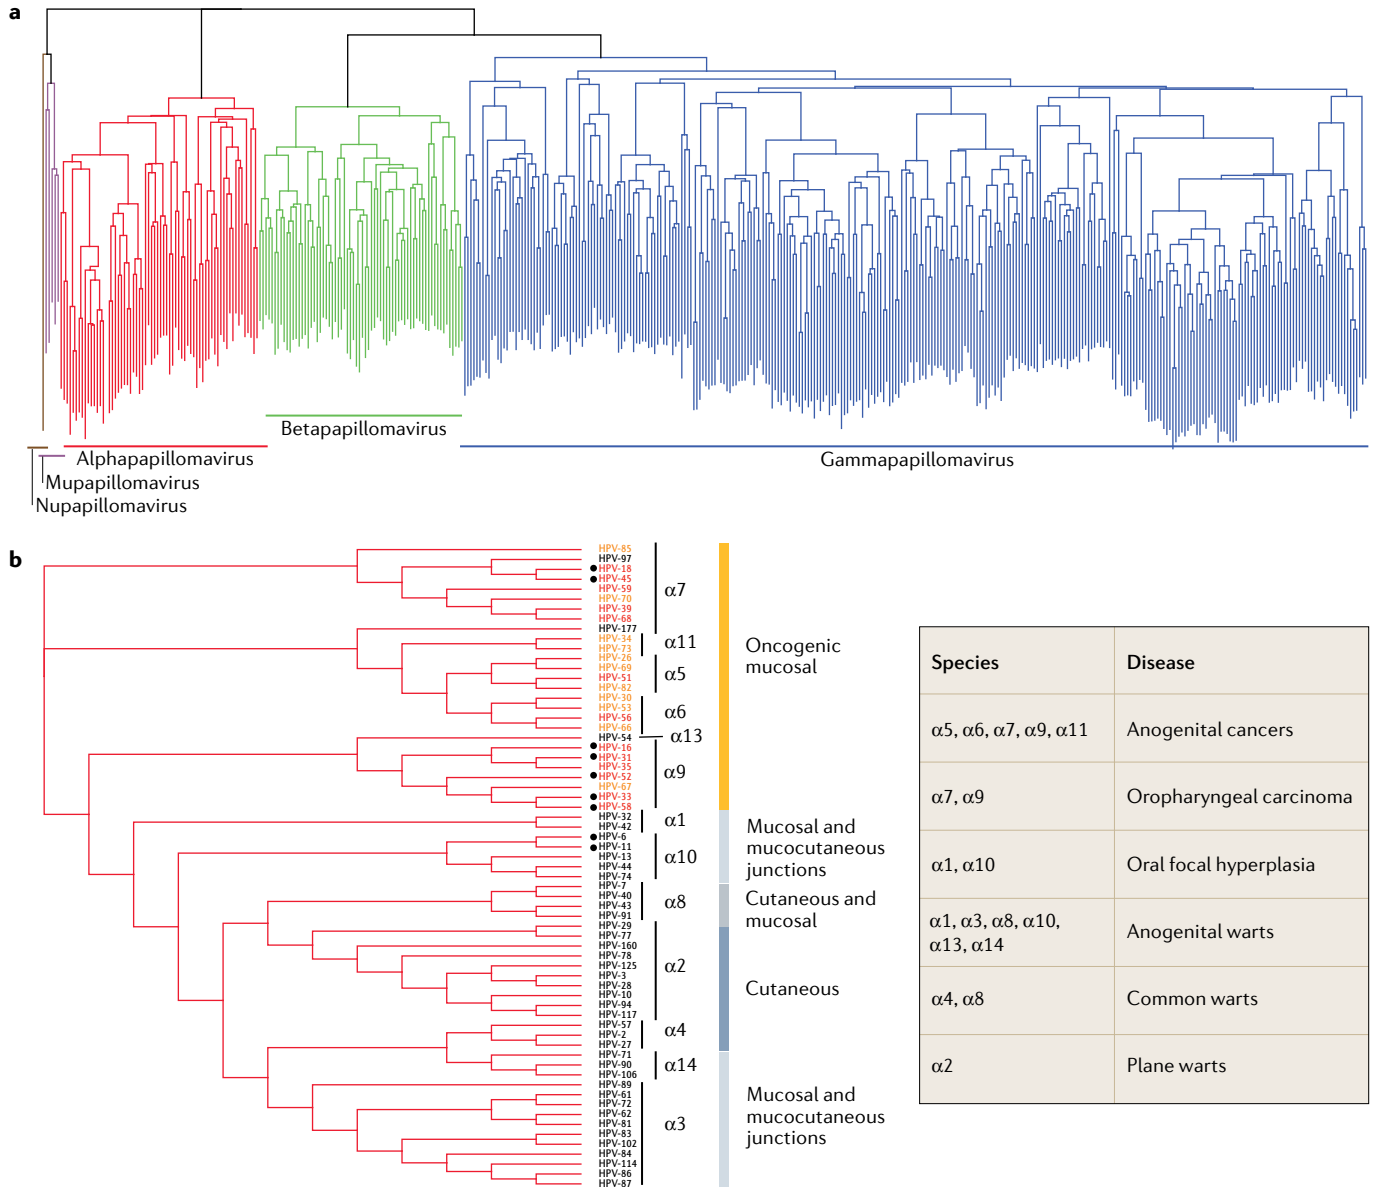 a
Betapapillomavirus
Alphapapillomavirus
Gammapapillomavirus
Mupapillomavirus
Nupapillomavirus
b
HPV-85
HPV-97
HPV-18
HPV-45
HPV-59
HPV-70
HPV-39
HPV-68
HPV-177
HPV-34
HPV-73
HPV-26
HPV-69
HPV-51
HPV-82
HPV-30
HPV-53
HPV-56
HPV-66
HPV-54
HPV-16
HPV-31
HPV-35
HPV-52
HPV-67
HPV-33
HPV-58
HPV-32
HPV-42
HPV-6
HPV-11
HPV-13
HPV-44
HPV-74
HPV-7
HPV-40
HPV-43
HPV-91
HPV-29
HPV-77
HPV-160
HPV-78
HPV-125
HPV-3
HPV-28
HPV-10
HPV-94
HPV-117
HPV-57
HPV-2
HPV-27
HPV-71
HPV-90
HPV-106
HPV-89
HPV-61
HPV-72
HPV-62
HPV-81
HPV-83
HPV-102
HPV-84
HPV-114
HPV-86
HPV-87
α7
α11
α5
α6
α13
α9
α1
α10
α8
α2
α4
α14
α3
Oncogenic
mucosal
Mucosal and
mucocutaneous
junctions
Cutaneous and
mucosal
Cutaneous
Mucosal and
mucocutaneous
junctions
Species Disease
α5, α6, α7, α9, α11 Anogenital cancers
α7, α9 Oropharyngeal carcinoma
α1, α10 Oral focal hyperplasia
α1, α3, α8, α10,
α13, α14 Anogenital warts
α4, α8 Common warts
α2 Plane warts